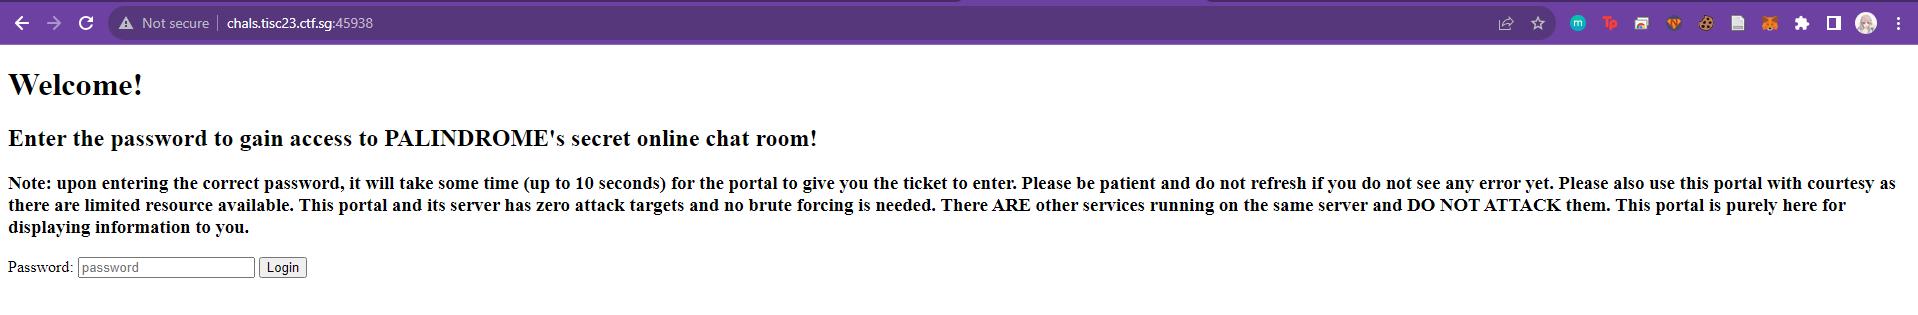 Not secure chals.tisc23.ctf.sg:45938
Welcome!
Enter the password to gain access to PALINDROME's secret online chat room!
Note: upon entering the correct password, it will take some time (up to 10 seconds) for the portal to give you the ticket to enter. Please be patient and do not refresh if you do not see any error yet. Please also use this portal with courtesy as
there are limited resource available. This portal and its server has zero attack targets and no brute forcing is needed. There ARE other services running on the same server and DO NOT ATTACK them. This portal is purely here for
displaying information to you.
Password: password Login